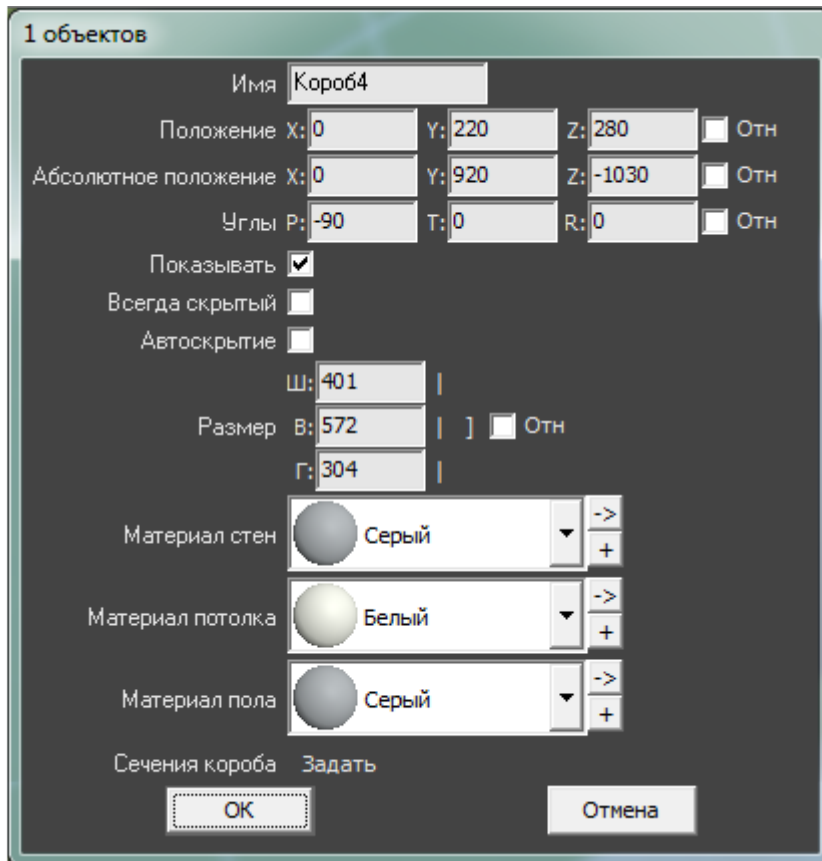 1 объектов
Имя Короб4
Положение X: 0 Y: 220 Z: 280 Отн
Абсолютное положение X: 0 Y: 920 Z: -1030 Отн
Углы P: -90 T: 0 R: 0 Отн
Показывать
Всегда скрытый
Автоскрытие
Ш: 401 |
Размер В: 572 | ] Отн
Г: 304 |
Материал стен Серый -> +
Материал потолка Белый -> +
Материал пола Серый -> +
Сечения короба Задать
ОК Отмена